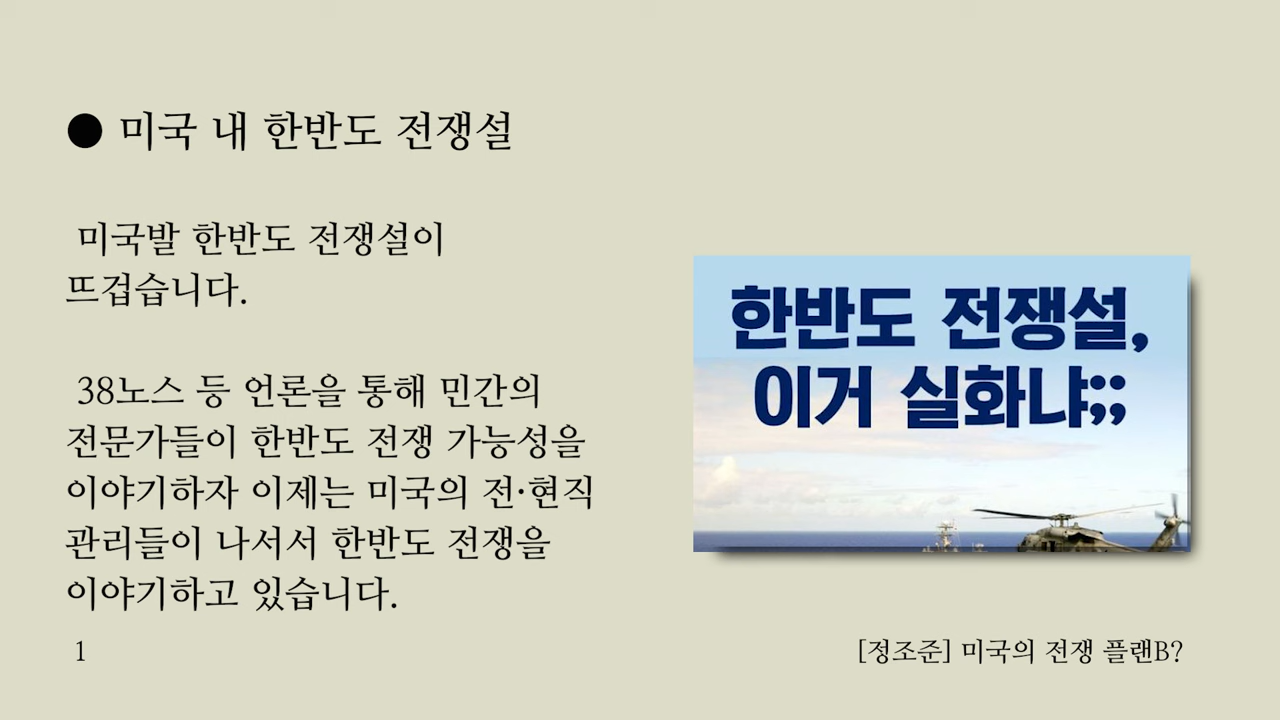 ● 미국 내 한반도 전쟁설
미국발 한반도 전쟁설이
뜨겁습니다.
38노스 등 언론을 통해 민간의
전문가들이 한반도 전쟁 가능성을
이야기하자 이제는 미국의 전·현직
관리들이 나서서 한반도 전쟁을
이야기하고 있습니다.
한반도 전쟁설,
이거 실화냐;;
1
[정조준] 미국의 전쟁 플랜B?